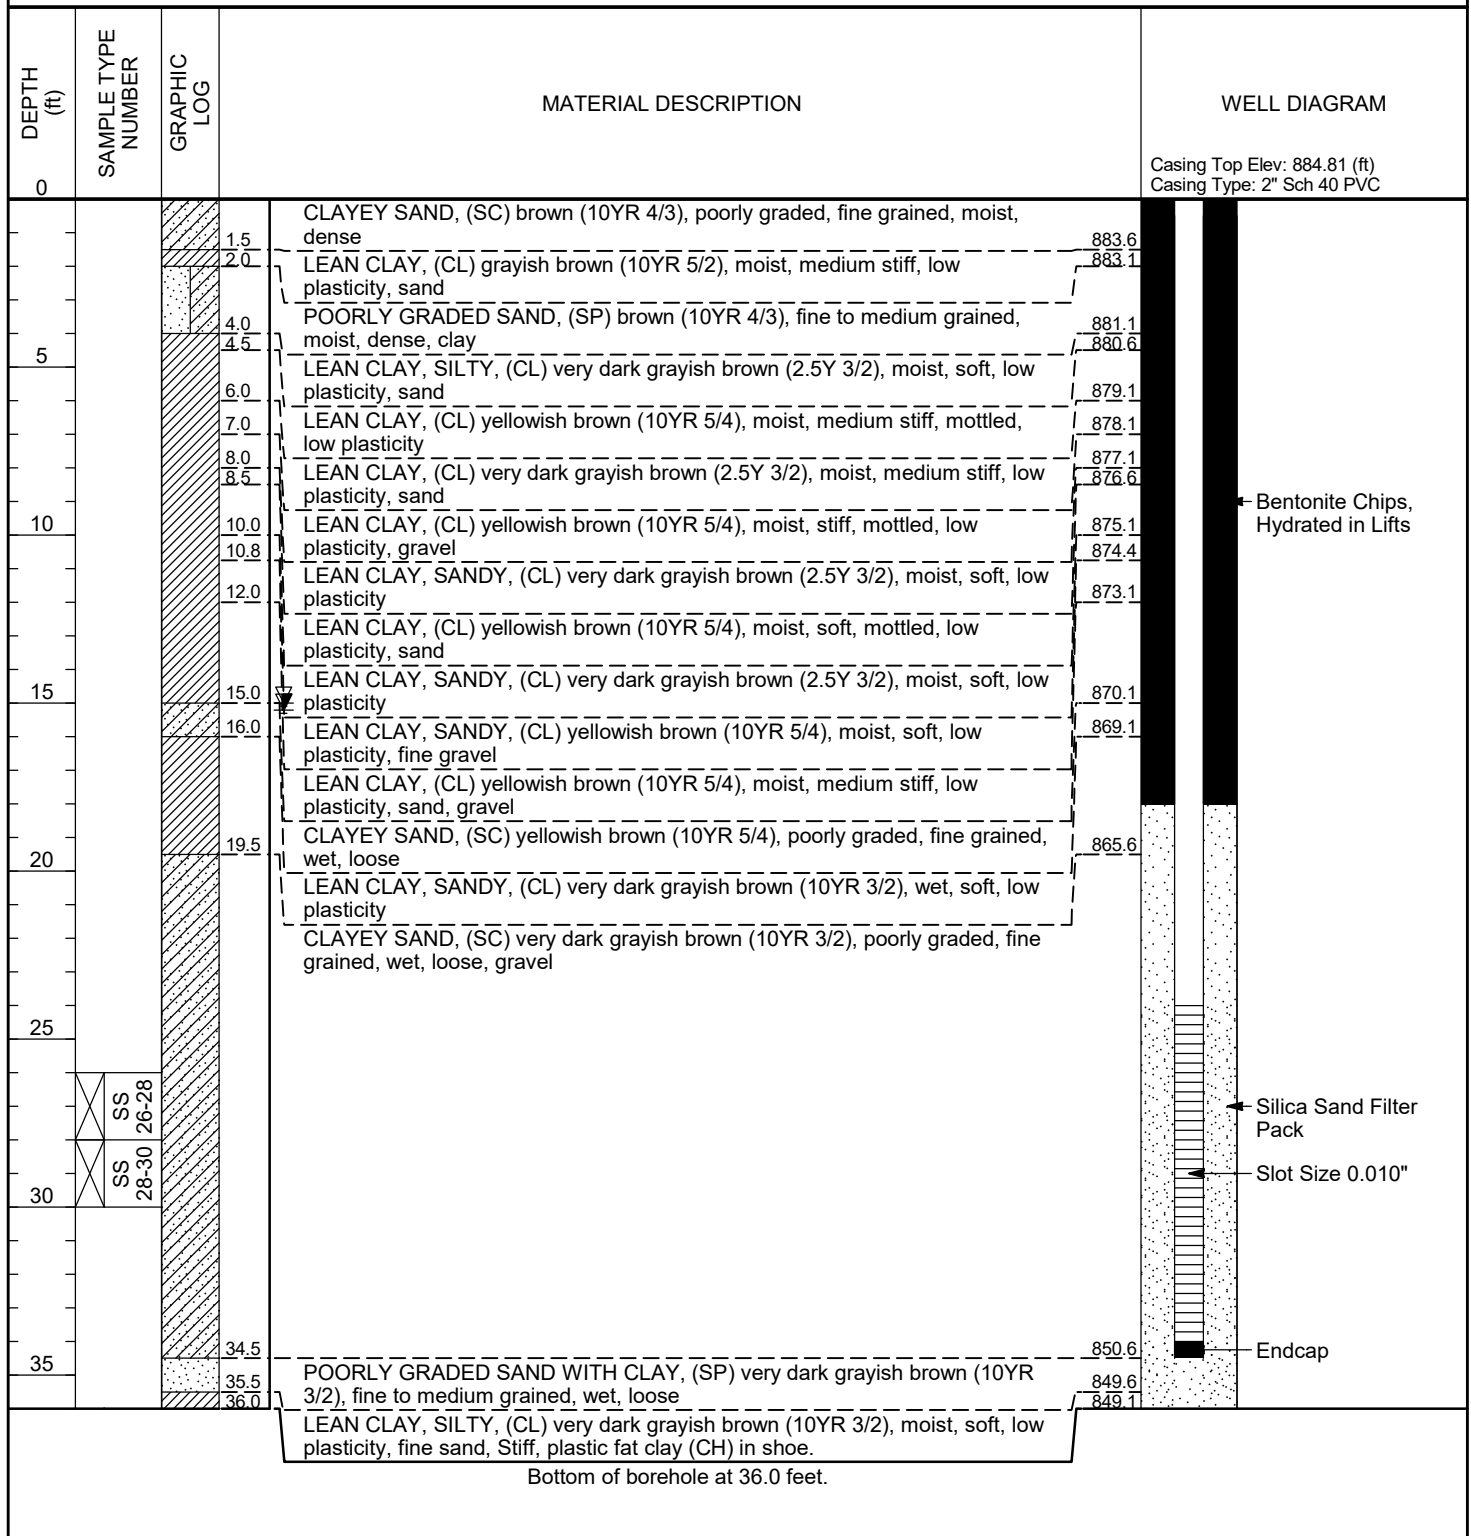 DEPTH
(ft)
SAMPLE TYPE
NUMBER
GRAPHIC
LOG
MATERIAL DESCRIPTION
WELL DIAGRAM
Casing Top Elev: 884.81 (ft)
Casing Type: 2" Sch 40 PVC
0
CLAYEY SAND, (SC) brown (10YR 4/3), poorly graded, fine grained, moist,
dense
1.5
883.6
2.0
883.1
LEAN CLAY, (CL) grayish brown (10YR 5/2), moist, medium stiff, low
plasticity, sand
POORLY GRADED SAND, (SP) brown (10YR 4/3), fine to medium grained,
moist, dense, clay
4.0
881.1
4.5
880.6
5
LEAN CLAY, SILTY, (CL) very dark grayish brown (2.5Y 3/2), moist, soft, low
plasticity, sand
6.0
879.1
LEAN CLAY, (CL) yellowish brown (10YR 5/4), moist, medium stiff, mottled,
low plasticity
7.0
878.1
8.0
877.1
LEAN CLAY, (CL) very dark grayish brown (2.5Y 3/2), moist, medium stiff, low
plasticity, sand
8.5
876.6
Bentonite Chips,
Hydrated in Lifts
10
10.0
875.1
LEAN CLAY, (CL) yellowish brown (10YR 5/4), moist, stiff, mottled, low
plasticity, gravel
10.8
874.4
LEAN CLAY, SANDY, (CL) very dark grayish brown (2.5Y 3/2), moist, soft, low
plasticity
12.0
873.1
LEAN CLAY, (CL) yellowish brown (10YR 5/4), moist, soft, mottled, low
plasticity, sand
LEAN CLAY, SANDY, (CL) very dark grayish brown (2.5Y 3/2), moist, soft, low
plasticity
15
15.0
870.1
16.0
869.1
LEAN CLAY, SANDY, (CL) yellowish brown (10YR 5/4), moist, soft, low
plasticity, fine gravel
LEAN CLAY, (CL) yellowish brown (10YR 5/4), moist, medium stiff, low
plasticity, sand, gravel
CLAYEY SAND, (SC) yellowish brown (10YR 5/4), poorly graded, fine grained,
wet, loose
19.5
865.6
20
LEAN CLAY, SANDY, (CL) very dark grayish brown (10YR 3/2), wet, soft, low
plasticity
CLAYEY SAND, (SC) very dark grayish brown (10YR 3/2), poorly graded, fine
grained, wet, loose, gravel
25
SS
26-28
Silica Sand Filter
Pack
SS
28-30
Slot Size 0.010"
30
34.5
850.6
Endcap
35
POORLY GRADED SAND WITH CLAY, (SP) very dark grayish brown (10YR
3/2), fine to medium grained, wet, loose
35.5
849.6
36.0
849.1
LEAN CLAY, SILTY, (CL) very dark grayish brown (10YR 3/2), moist, soft, low
plasticity, fine sand, Stiff, plastic fat clay (CH) in shoe.
Bottom of borehole at 36.0 feet.